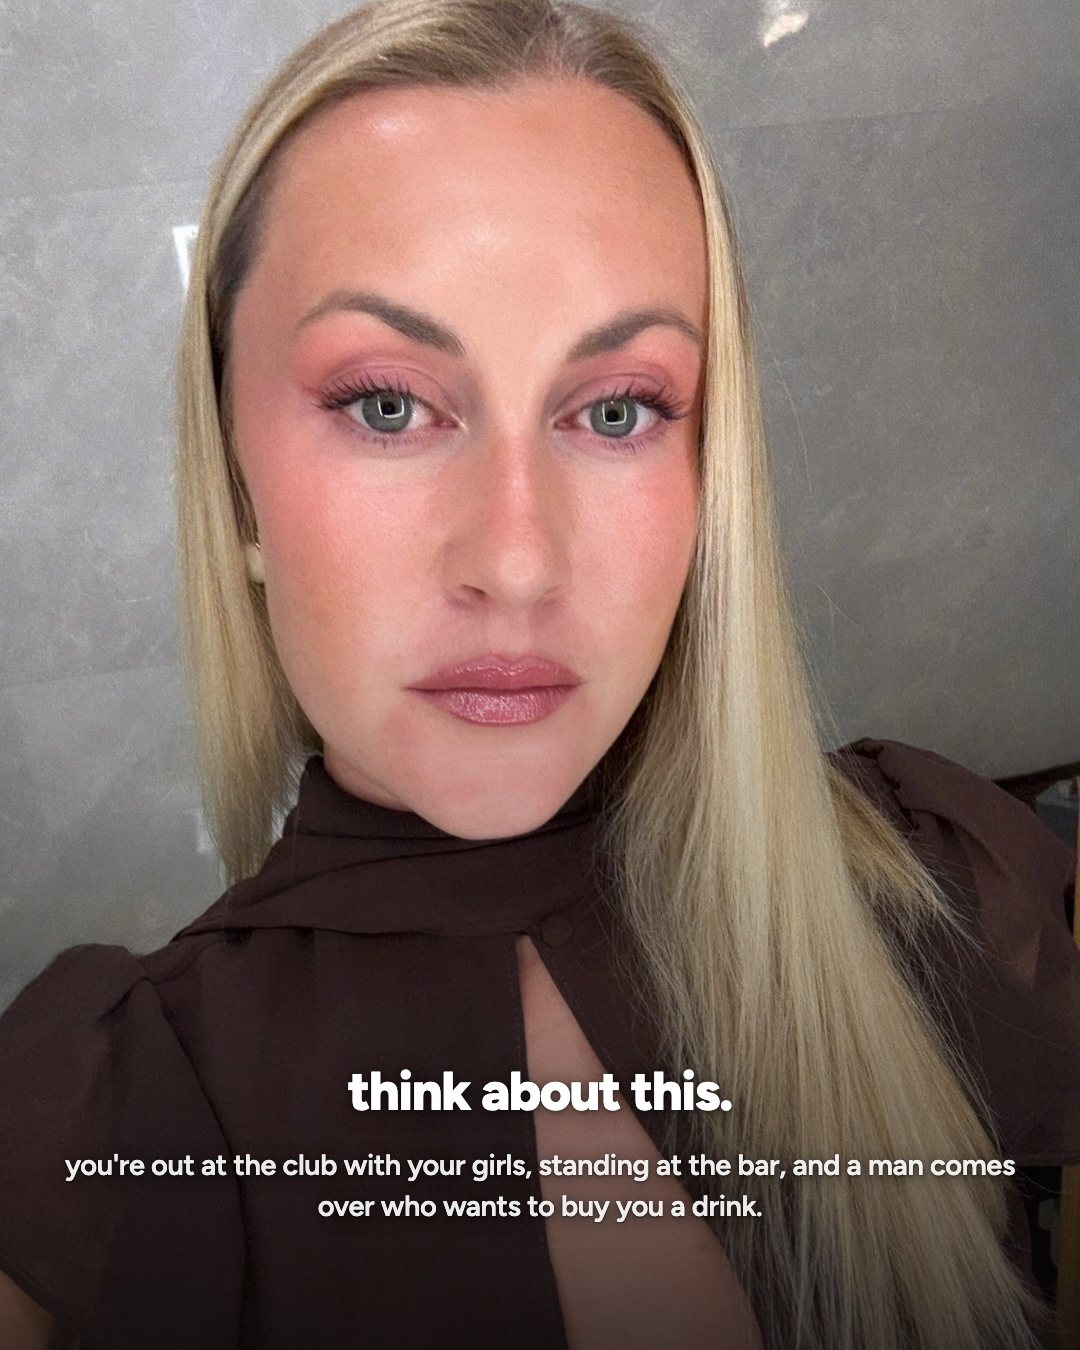 think about this.
you're out at the club with your girls, standing at the bar, and a man comes
over who wants to buy you a drink.